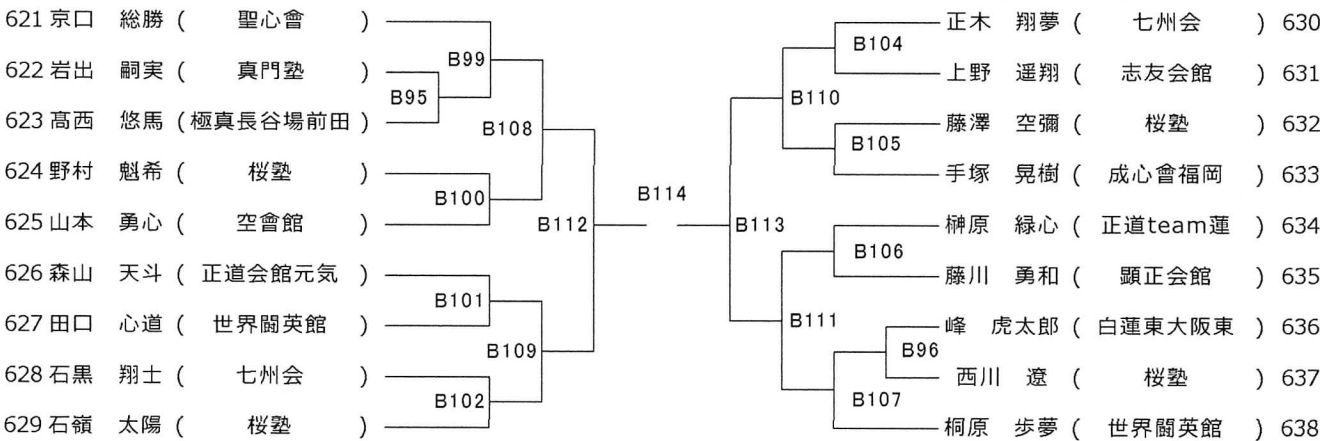 621 京口　総勝 (　聖心會　)
622 岩出　嗣実 (　真門塾　)
623 髙西　悠馬 (極真長谷場前田)
624 野村　魁希 (　桜塾　)
625 山本　勇心 (　空會館　)
626 森山　天斗 (　正道会館元気　)
627 田口　心道 (　世界闘英館　)
628 石黒　翔士 (　七州会　)
629 石嶺　太陽 (　桜塾　)
B95
B99
B100
B101
B102
B108
B109
B112
B114
B113
B110
B111
B104
B105
B106
B96
B107
正木　翔夢 (　七州会　) 630
上野　遥翔 (　志友会館　) 631
藤澤　空彌 (　桜塾　) 632
手塚　晃樹 (　成心會福岡　) 633
榊原　緑心 (　正道team蓮　) 634
藤川　勇和 (　顕正会館　) 635
峰　虎太郎 (　白蓮東大阪東　) 636
西川　遼 (　桜塾　) 637
桐原　歩夢 (　世界闘英館　) 638